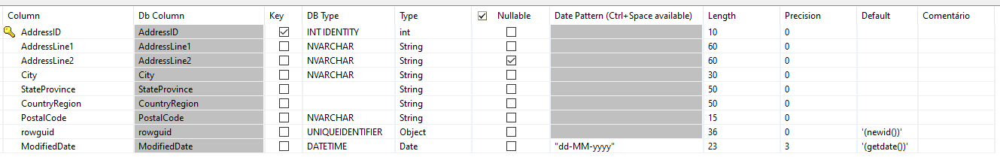 Column Db Column Key DB Type Type Nullable Date Pattern (Ctrl+Space available) Length Precision Default Comentário
AddressID AddressID INT IDENTITY int 10 0
AddressLine1 AddressLine1 NVARCHAR String 60 0
AddressLine2 AddressLine2 NVARCHAR String 60 0
City City NVARCHAR String 30 0
StateProvince StateProvince String 50 0
CountryRegion CountryRegion String 50 0
PostalCode PostalCode NVARCHAR String 15 0
rowguid rowguid UNIQUEIDENTIFIER Object 36 0 '(newid())'
ModifiedDate ModifiedDate DATETIME Date "dd-MM-yyyy" 23 3 '(getdate())'